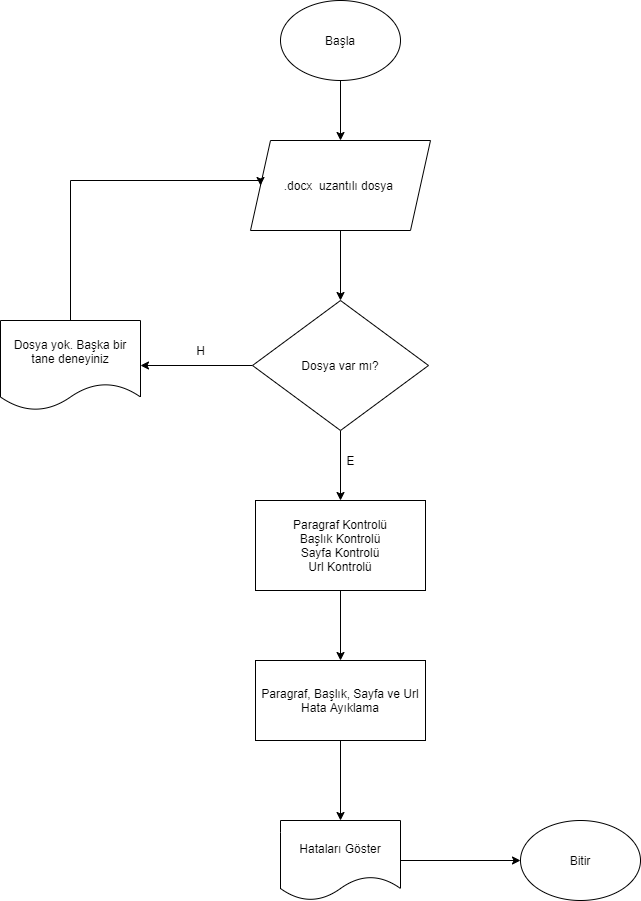 Başla
.docx  uzantılı dosya
Dosya yok. Başka bir
tane deneyiniz
H
Dosya var mı?
E
Paragraf Kontrolü
Başlık Kontrolü
Sayfa Kontrolü
Url Kontrolü
Paragraf, Başlık, Sayfa ve Url
Hata Ayıklama
Hataları Göster
Bitir